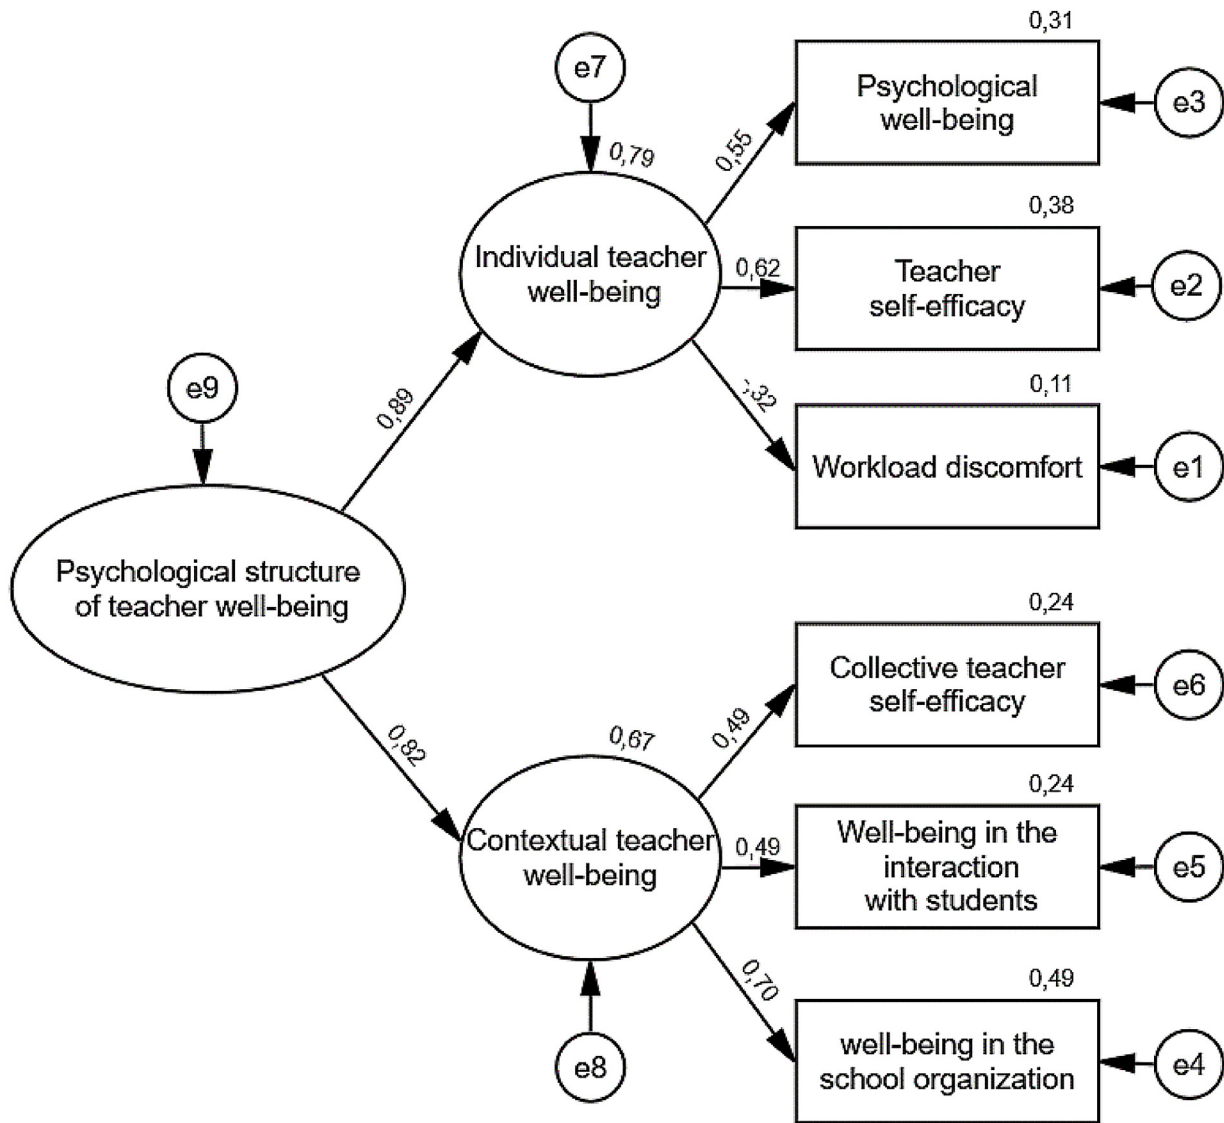 0,31
e7
Psychological
well-being
e3
0,79
0,55
0,38
Individual teacher
well-being
0,62
Teacher
self-efficacy
e2
e9
0,89
-,32
0,11
Workload discomfort
e1
Psychological structure
of teacher well-being
0,24
Collective teacher
self-efficacy
e6
0,82
0,67
0,49
0,24
Contextual teacher
well-being
0,49
Well-being in the
interaction
with students
e5
0,70
0,49
e8
well-being in the
school organization
e4